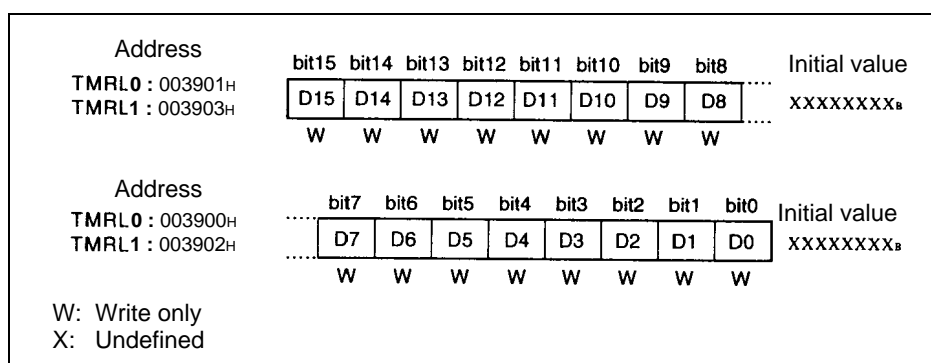 Address
bit15 bit14 bit13 bit12 bit11 bit10 bit9 bit8 Initial value
TMRL0 : 003901H
D15 D14 D13 D12 D11 D10 D9 D8 XXXXXXXXB
TMRL1 : 003903H
W W W W W W W W
Address
bit7 bit6 bit5 bit4 bit3 bit2 bit1 bit0 Initial value
TMRL0 : 003900H
D7 D6 D5 D4 D3 D2 D1 D0 XXXXXXXXB
TMRL1 : 003902H
W W W W W W W W
W: Write only
X: Undefined